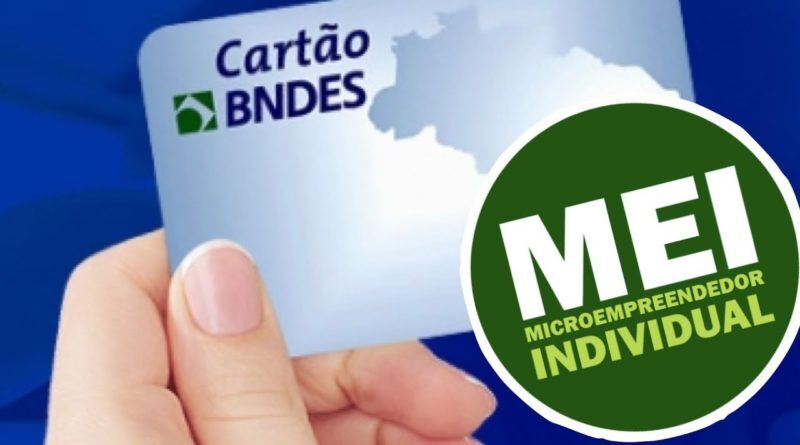 Cartão
BNDES
MEI
MICROEMPREENDEDOR
INDIVIDUAL